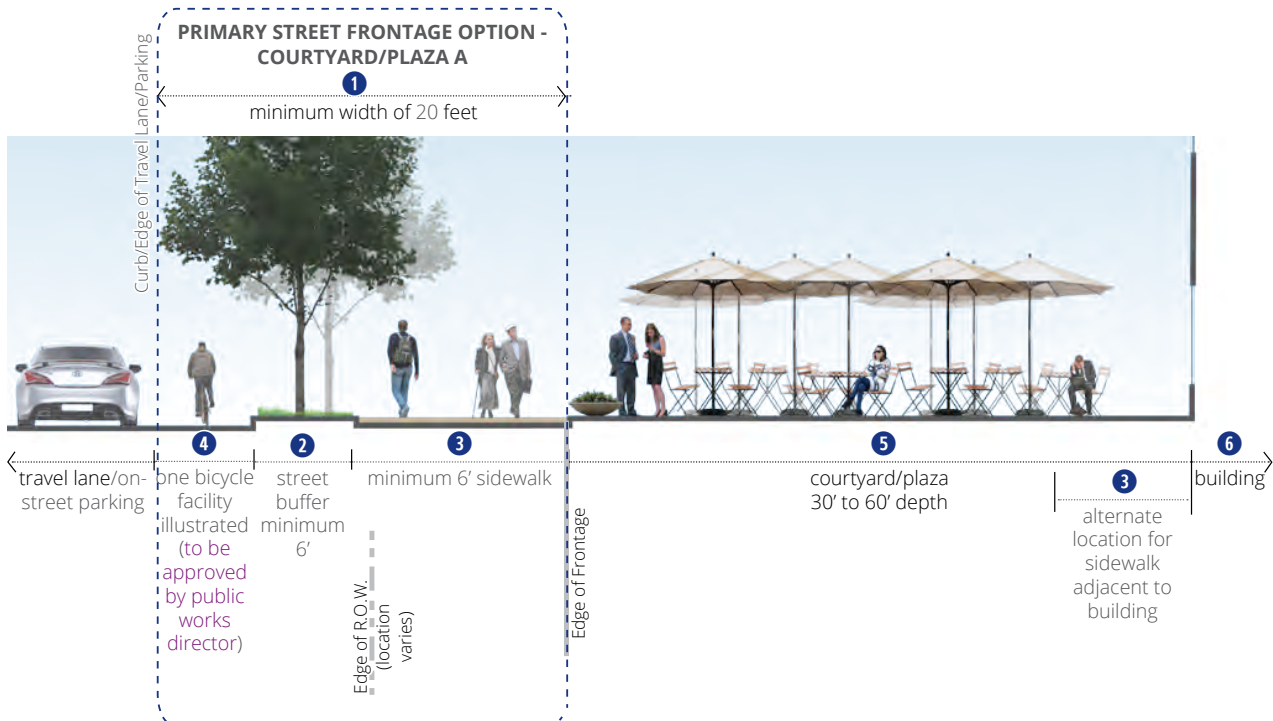 PRIMARY STREET FRONTAGE OPTION -
COURTYARD/PLAZA A
1
minimum width of 20 feet
Curb/Edge of Travel Lane/Parking
4
2
3
5
6
travel lane/on-
street parking
one bicycle
facility
illustrated
(to be
approved
by public
works
director)
street
buffer
minimum
6’
minimum 6’ sidewalk
Edge of R.O.W.
(location
varies)
Edge of Frontage
courtyard/plaza
30’ to 60’ depth
3
alternate
location for
sidewalk
adjacent to
building
building